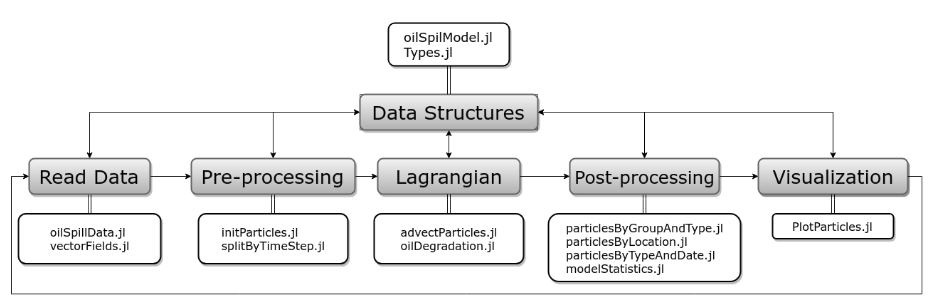 oilSpilModel.jl
Types.jl
Data Structures
Read Data
Pre-processing
Lagrangian
Post-processing
Visualization
oilSpillData.jl
vectorFields.jl
initParticles.jl
splitByTimeStep.jl
advectParticles.jl
oilDegradation.jl
particlesByGroupAndType.jl
particlesByLocation.jl
particlesByTypeAndDate.jl
modelStatistics.jl
PlotParticles.jl